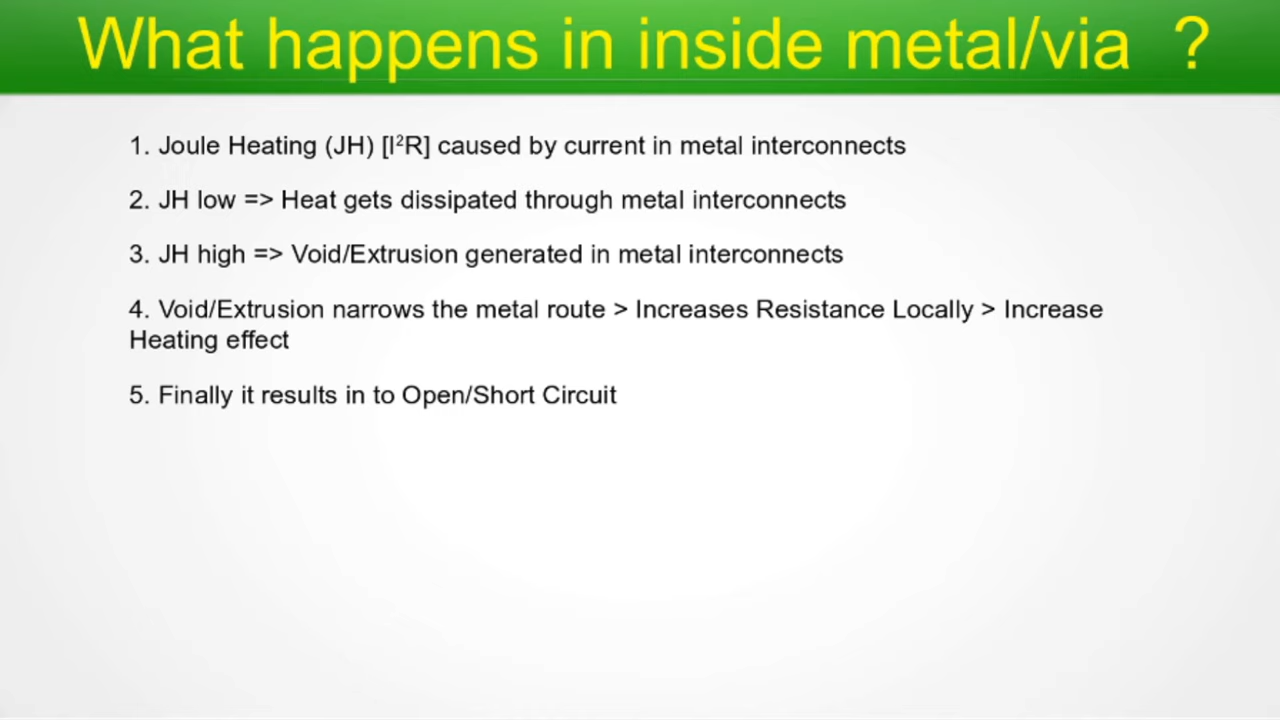 What happens in inside metal/via ?
1. Joule Heating (JH) [I²R] caused by current in metal interconnects
2. JH low => Heat gets dissipated through metal interconnects
3. JH high => Void/Extrusion generated in metal interconnects
4. Void/Extrusion narrows the metal route > Increases Resistance Locally > Increase
Heating effect
5. Finally it results in to Open/Short Circuit